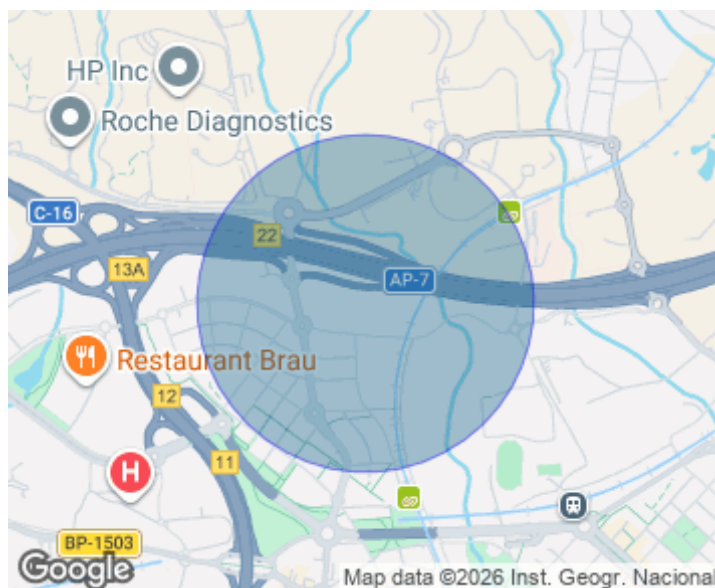 HP Inc
Roche Diagnostics
C-16
22
13A
AP-7
Restaurant Brau
12
11
H
BP-1503
Google
Map data ©2026 Inst. Geogr. Nacional